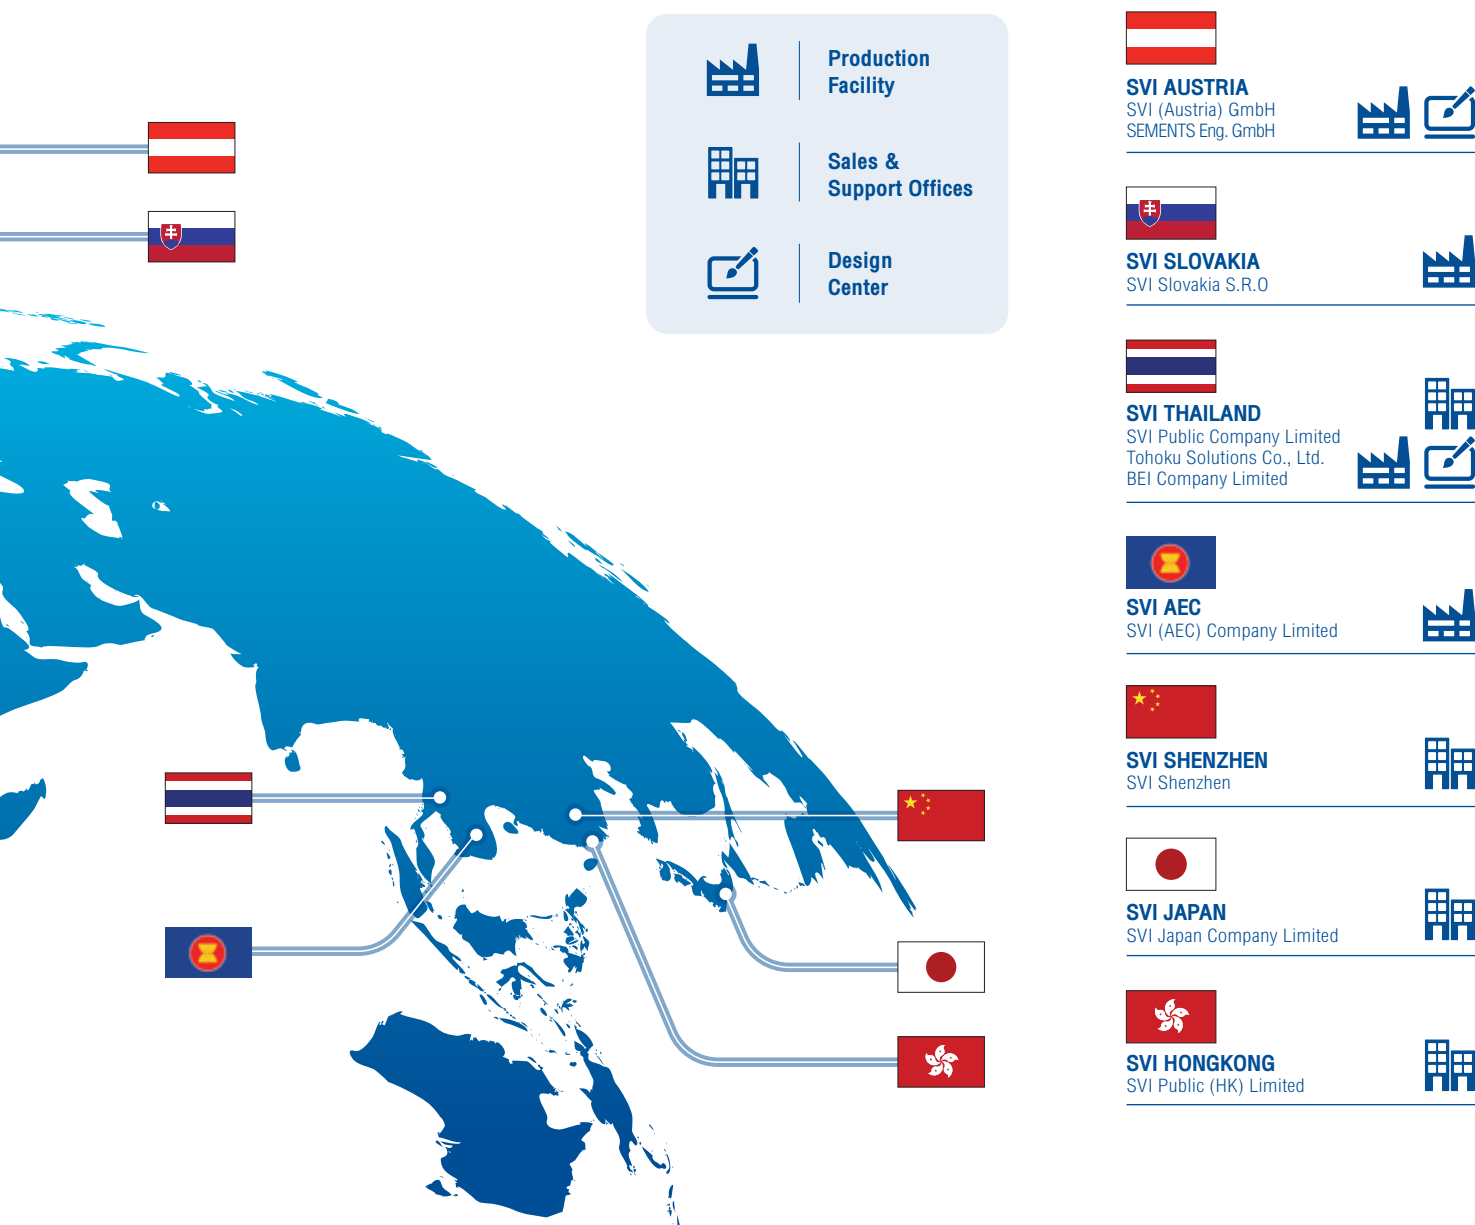 Production
Facility
Sales &
Support Offices
Design
Center
SVI AUSTRIA
SVI (Austria) GmbH
SEMENTS Eng. GmbH
SVI SLOVAKIA
SVI Slovakia S.R.O
SVI THAILAND
SVI Public Company Limited
Tohoku Solutions Co., Ltd.
BEI Company Limited
SVI AEC
SVI (AEC) Company Limited
SVI SHENZHEN
SVI Shenzhen
SVI JAPAN
SVI Japan Company Limited
SVI HONGKONG
SVI Public (HK) Limited